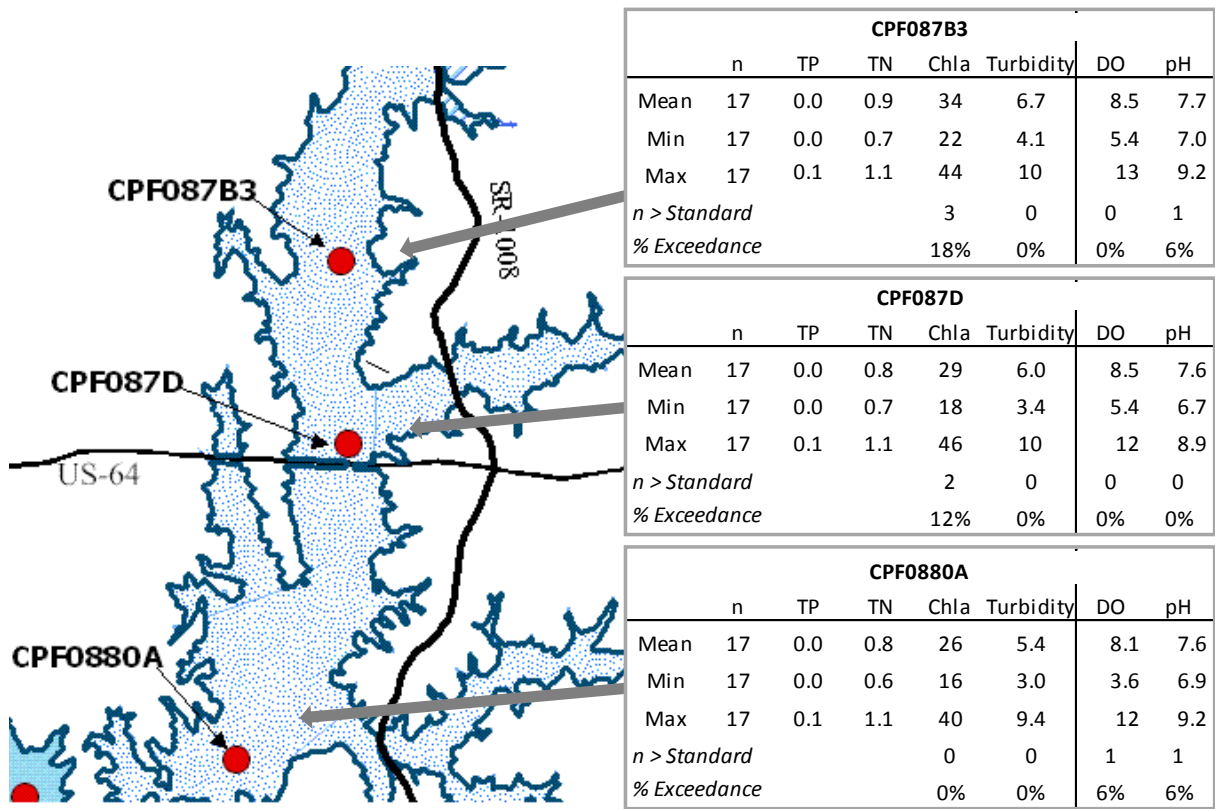 CPF087B3
SR-1008
CPF087D
US-64
CPF0880A
CPF087B3
n TP TN Chla Turbidity DO pH
Mean 17 0.0 0.9 34 6.7 8.5 7.7
Min 17 0.0 0.7 22 4.1 5.4 7.0
Max 17 0.1 1.1 44 10 13 9.2
n > Standard 3 0 0 1
% Exceedance 18% 0% 0% 6%
CPF087D
n TP TN Chla Turbidity DO pH
Mean 17 0.0 0.8 29 6.0 8.5 7.6
Min 17 0.0 0.7 18 3.4 5.4 6.7
Max 17 0.1 1.1 46 10 12 8.9
n > Standard 2 0 0 0
% Exceedance 12% 0% 0% 0%
CPF0880A
n TP TN Chla Turbidity DO pH
Mean 17 0.0 0.8 26 5.4 8.1 7.6
Min 17 0.0 0.6 16 3.0 3.6 6.9
Max 17 0.1 1.1 40 9.4 12 9.2
n > Standard 0 0 1 1
% Exceedance 0% 0% 6% 6%